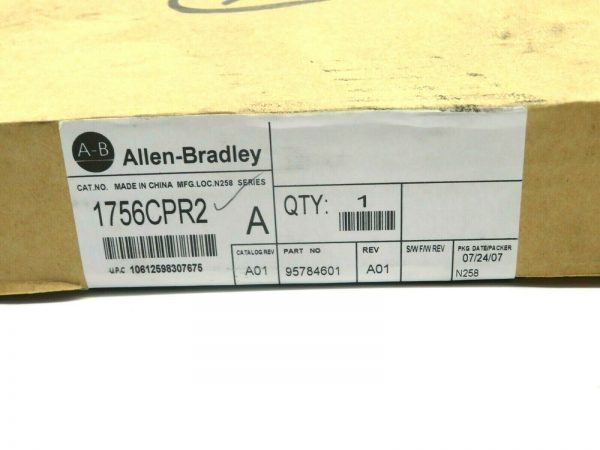 A-B Allen-Bradley
CAT.NO. MADE IN CHINA MFG.LOC.N258 SERIES
1756CPR2 A
U.P.C 10612598307675
QTY: 1
CATALOG REV
A01
PART NO
95784601
REV
A01
S/W F/W REV
PKG DATE/PACKER
07/24/07
N258